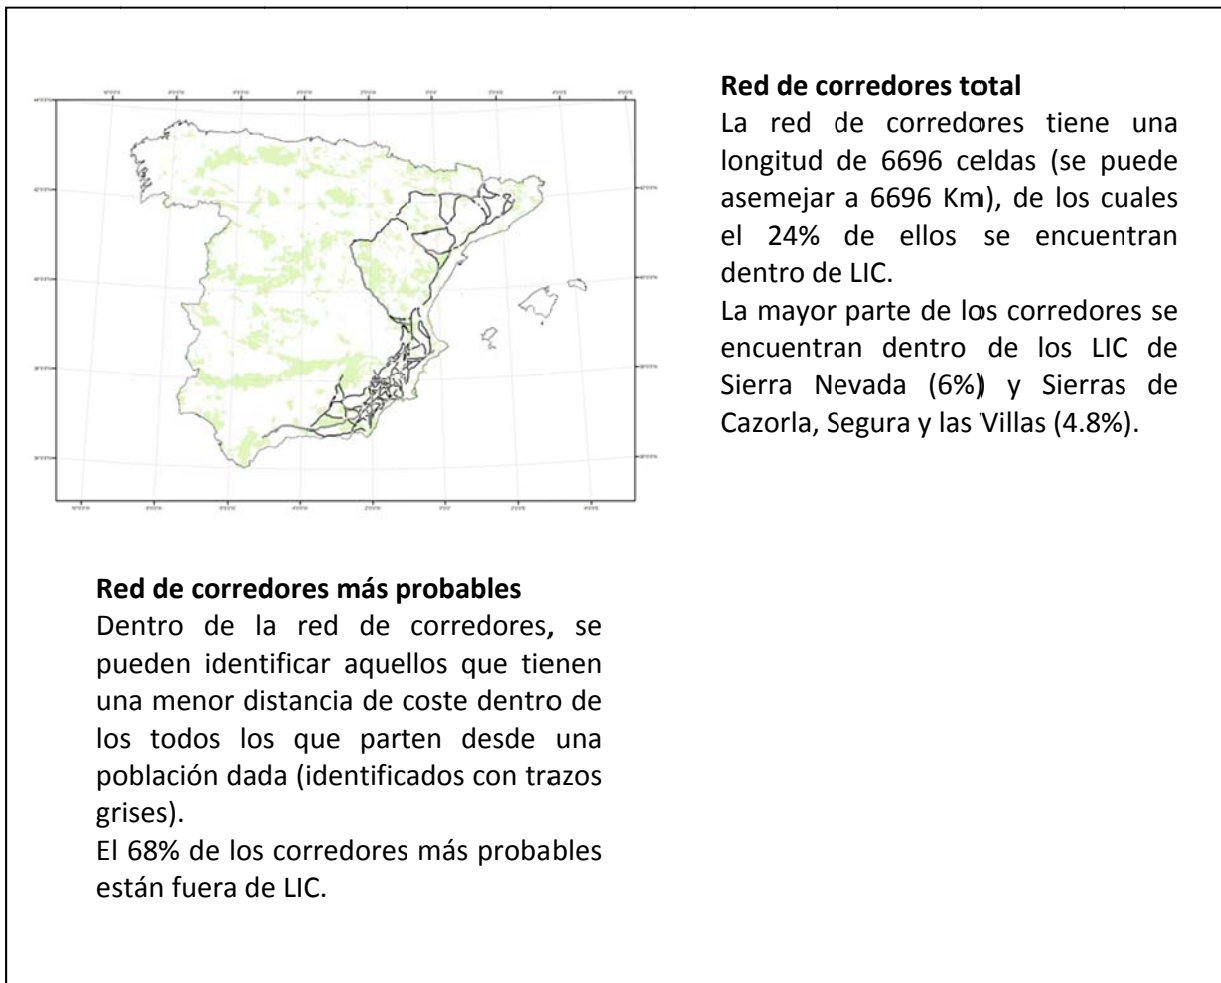 Red de corredores total
La red de corredores tiene una
longitud de 6696 celdas (se puede
asemejar a 6696 Km), de los cuales
el 24% de ellos se encuentran
dentro de LIC.
La mayor parte de los corredores se
encuentran dentro de los LIC de
Sierra Nevada (6%) y Sierras de
Cazorla, Segura y las Villas (4.8%).
Red de corredores más probables
Dentro de la red de corredores, se
pueden identificar aquellos que tienen
una menor distancia de coste dentro de
los todos los que parten desde una
población dada (identificados con trazos
grises).
El 68% de los corredores más probables
están fuera de LIC.